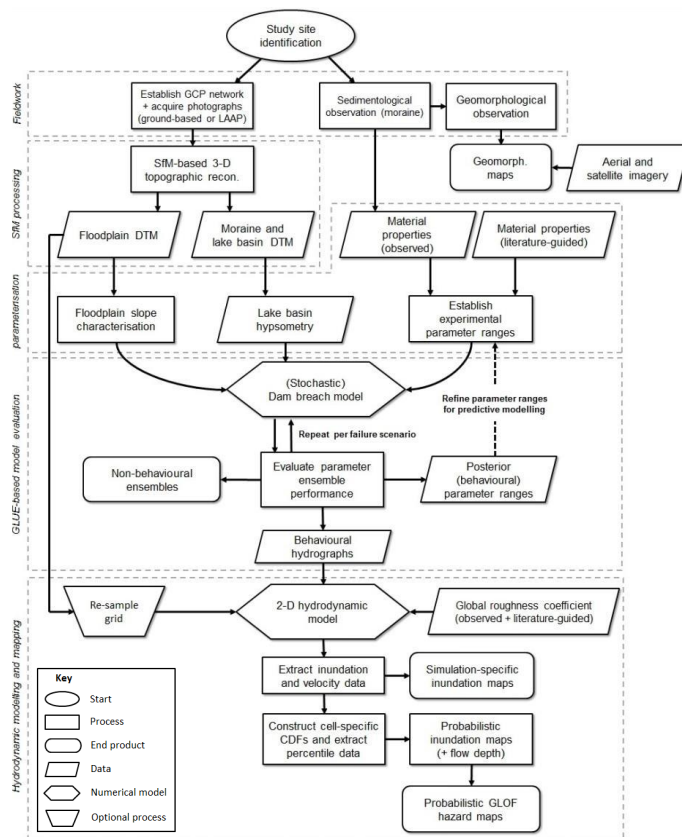 Study site
identification
Fieldwork
Establish GCP network
+ acquire photographs
(ground-based or LAAP)
Sedimentological
observation (moraine)
Geomorphological
observation
Geomorph.
maps
Aerial and
satellite imagery
SfM processing
SfM-based 3-D
topographic recon.
Floodplain DTM
Moraine and
lake basin DTM
Material
properties
(observed)
Material properties
(literature-guided)
parameterisation
Floodplain slope
characterisation
Lake basin
hypsometry
Establish
experimental
parameter ranges
GLUE-based model evaluation
(Stochastic)
Dam breach model
Refine parameter ranges
for predictive modelling
Repeat per failure scenario
Non-behavioural
ensembles
Evaluate parameter
ensemble
performance
Posterior
(behavioural)
parameter ranges
Behavioural
hydrographs
Hydrodynamic modelling and mapping
Re-sample
grid
2-D hydrodynamic
model
Global roughness coefficient
(observed + literature-guided)
Extract inundation
and velocity data
Simulation-specific
inundation maps
Construct cell-specific
CDFs and extract
percentile data
Probabilistic
inundation maps
(+ flow depth)
Probabilistic GLOF
hazard maps
Key
Start
Process
End product
Data
Numerical model
Optional process